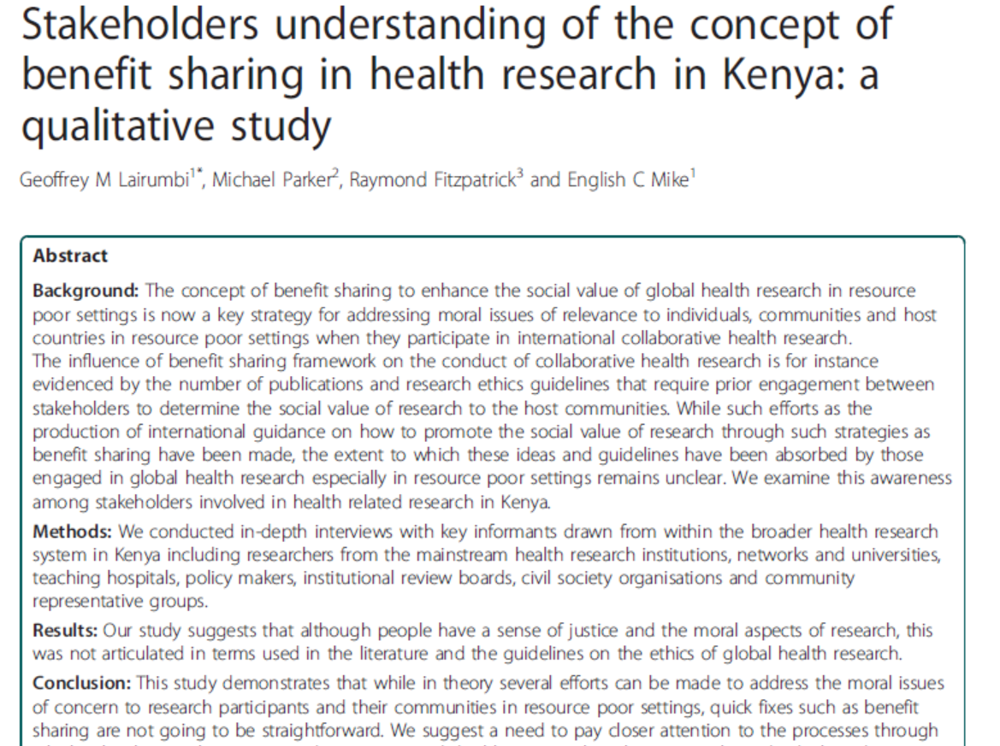 Stakeholders understanding of the concept of
benefit sharing in health research in Kenya: a
qualitative study
Geoffrey M Lairumbi1*, Michael Parker2, Raymond Fitzpatrick3 and English C Mike1
Abstract
Background: The concept of benefit sharing to enhance the social value of global health research in resource
poor settings is now a key strategy for addressing moral issues of relevance to individuals, communities and host
countries in resource poor settings when they participate in international collaborative health research.
The influence of benefit sharing framework on the conduct of collaborative health research is for instance
evidenced by the number of publications and research ethics guidelines that require prior engagement between
stakeholders to determine the social value of research to the host communities. While such efforts as the
production of international guidance on how to promote the social value of research through such strategies as
benefit sharing have been made, the extent to which these ideas and guidelines have been absorbed by those
engaged in global health research especially in resource poor settings remains unclear. We examine this awareness
among stakeholders involved in health related research in Kenya.
Methods: We conducted in-depth interviews with key informants drawn from within the broader health research
system in Kenya including researchers from the mainstream health research institutions, networks and universities,
teaching hospitals, policy makers, institutional review boards, civil society organisations and community
representative groups.
Results: Our study suggests that although people have a sense of justice and the moral aspects of research, this
was not articulated in terms used in the literature and the guidelines on the ethics of global health research.
Conclusion: This study demonstrates that while in theory several efforts can be made to address the moral issues
of concern to research participants and their communities in resource poor settings, quick fixes such as benefit
sharing are not going to be straightforward. We suggest a need to pay closer attention to the processes through